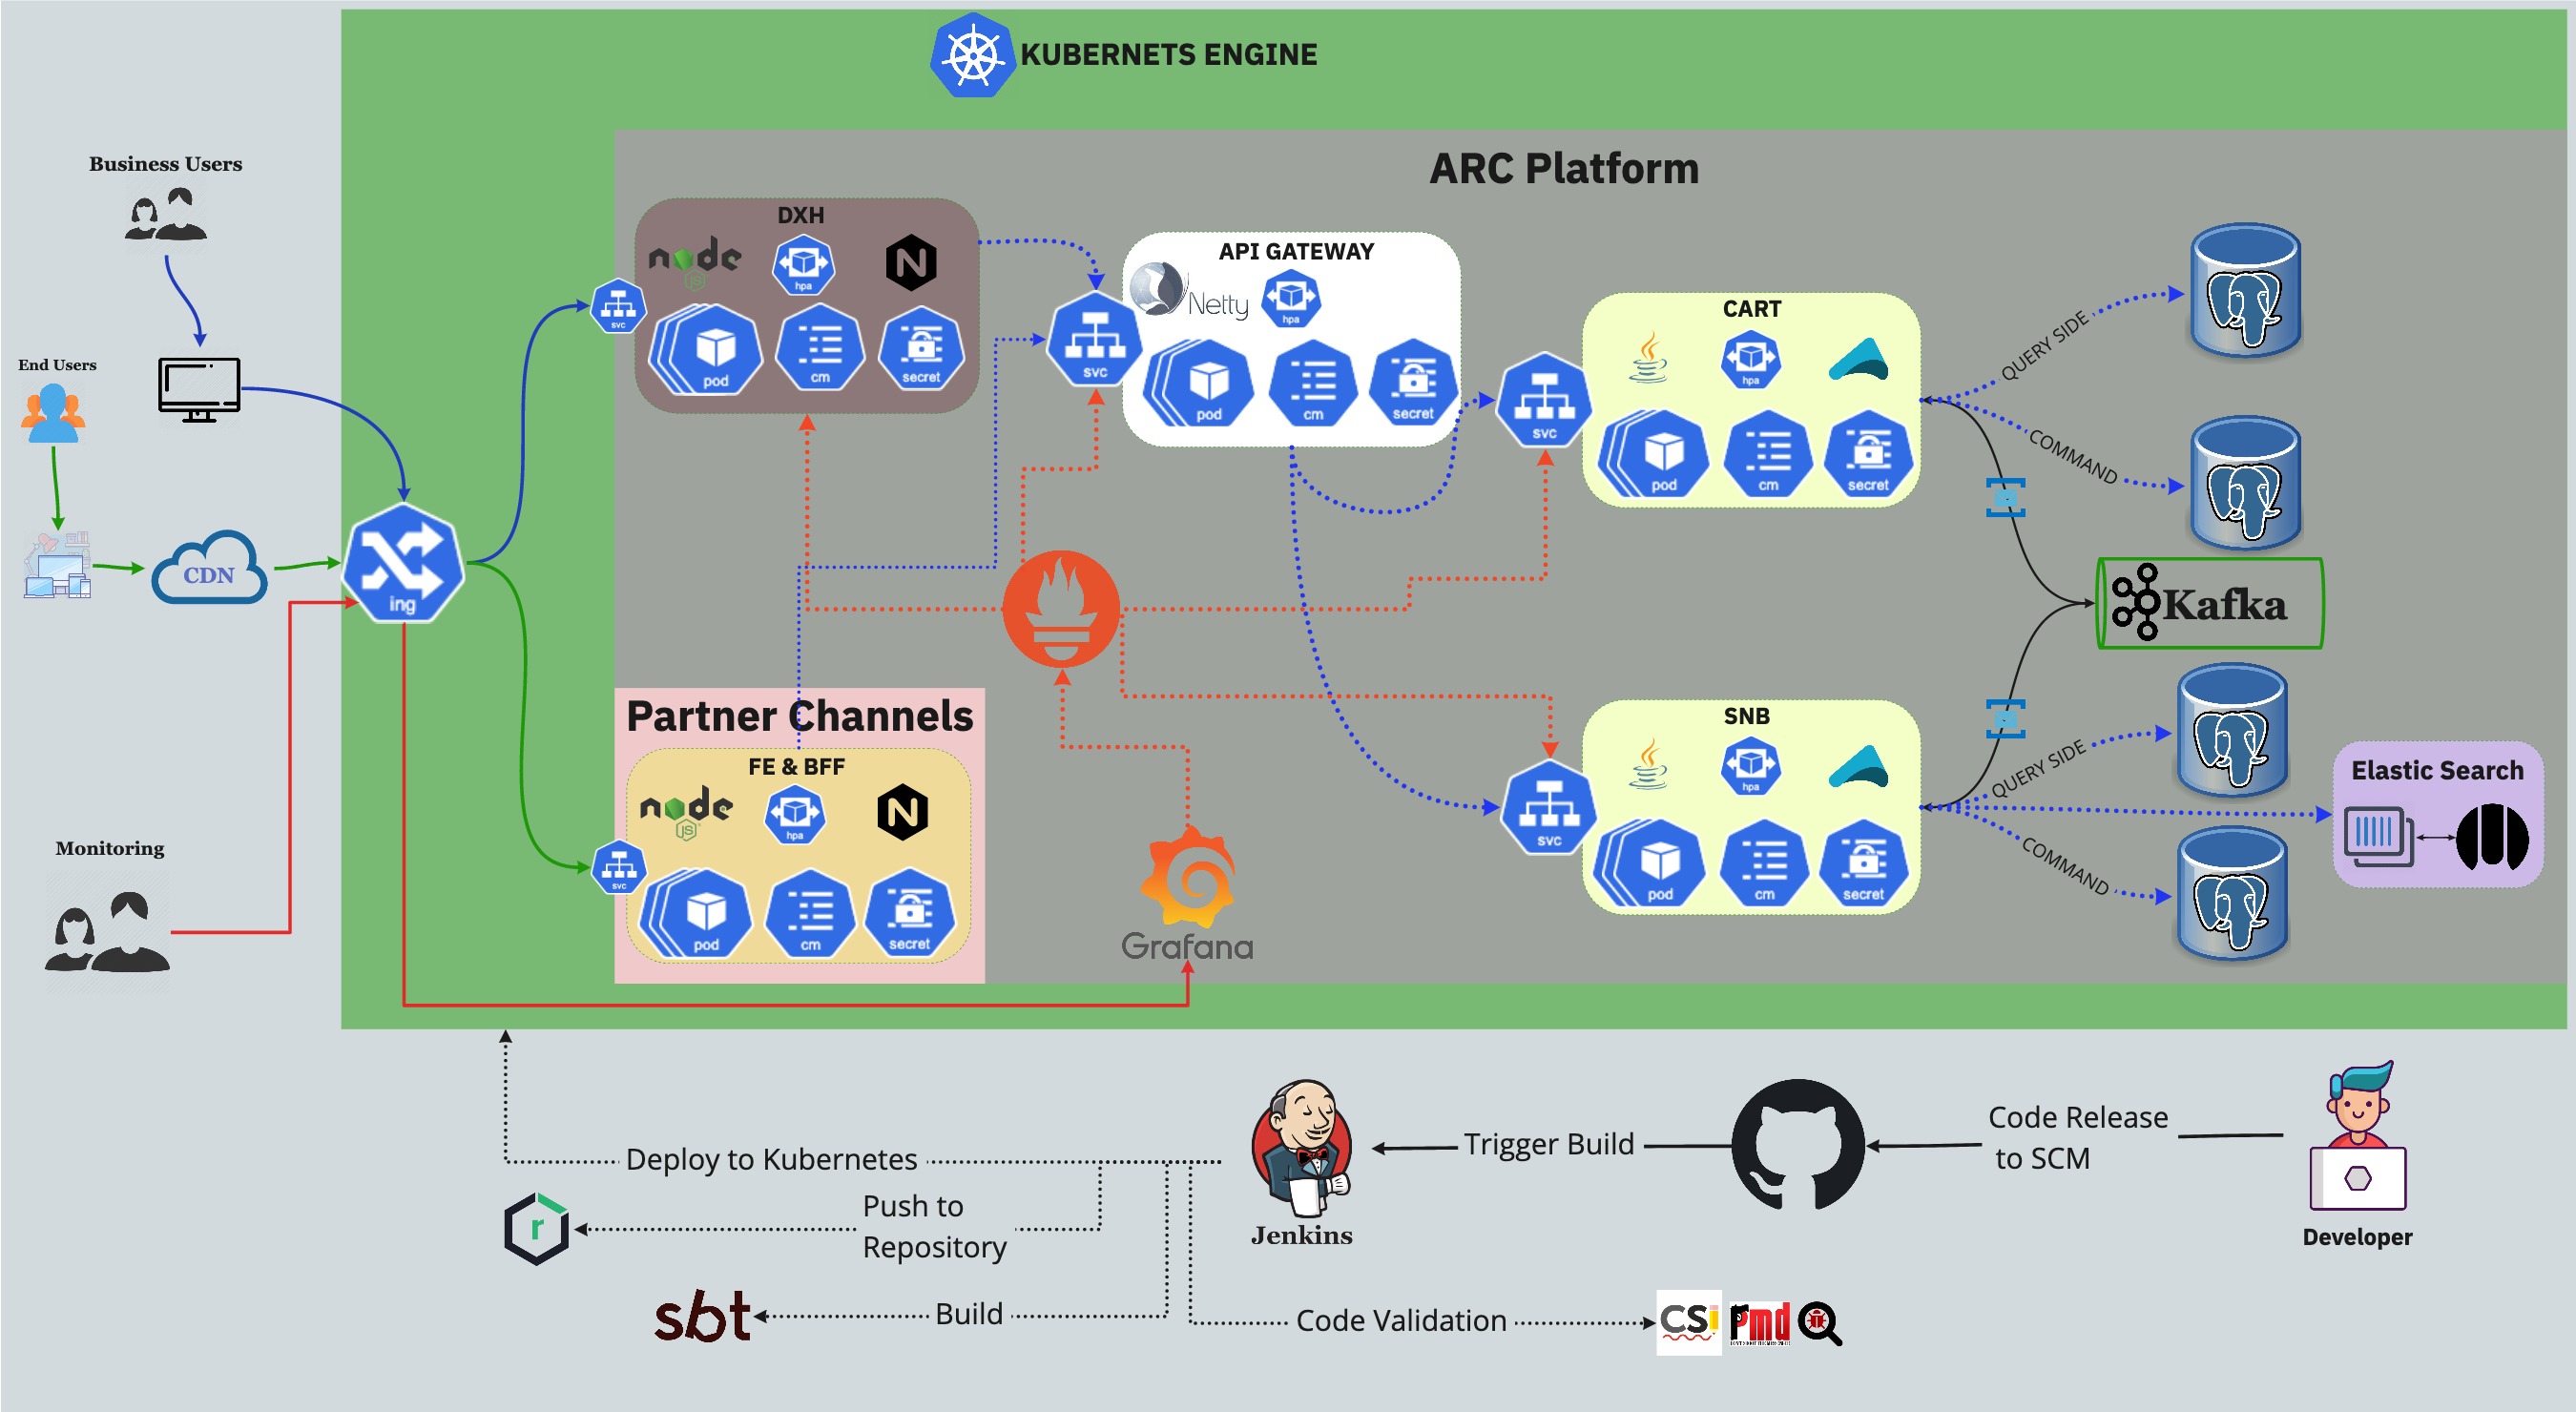 KUBERNETS ENGINE
ARC Platform
Business Users
End Users
CDN
ing
Monitoring
DXH
node
JS
hpa
N
svc
pod
cm
secret
API GATEWAY
Netty
hpa
svc
pod
cm
secret
CART
hpa
svc
pod
cm
secret
QUERY SIDE
COMMAND
Kafka
Partner Channels
FE & BFF
node
JS
hpa
N
svc
pod
cm
secret
Grafana
SNB
hpa
svc
pod
cm
secret
QUERY SIDE
COMMAND
Elastic Search
Deploy to Kubernetes
Push to
Repository
r
sbt
Build
Code Validation
CSi
Pmd
Jenkins
Trigger Build
Code Release
to SCM
Developer